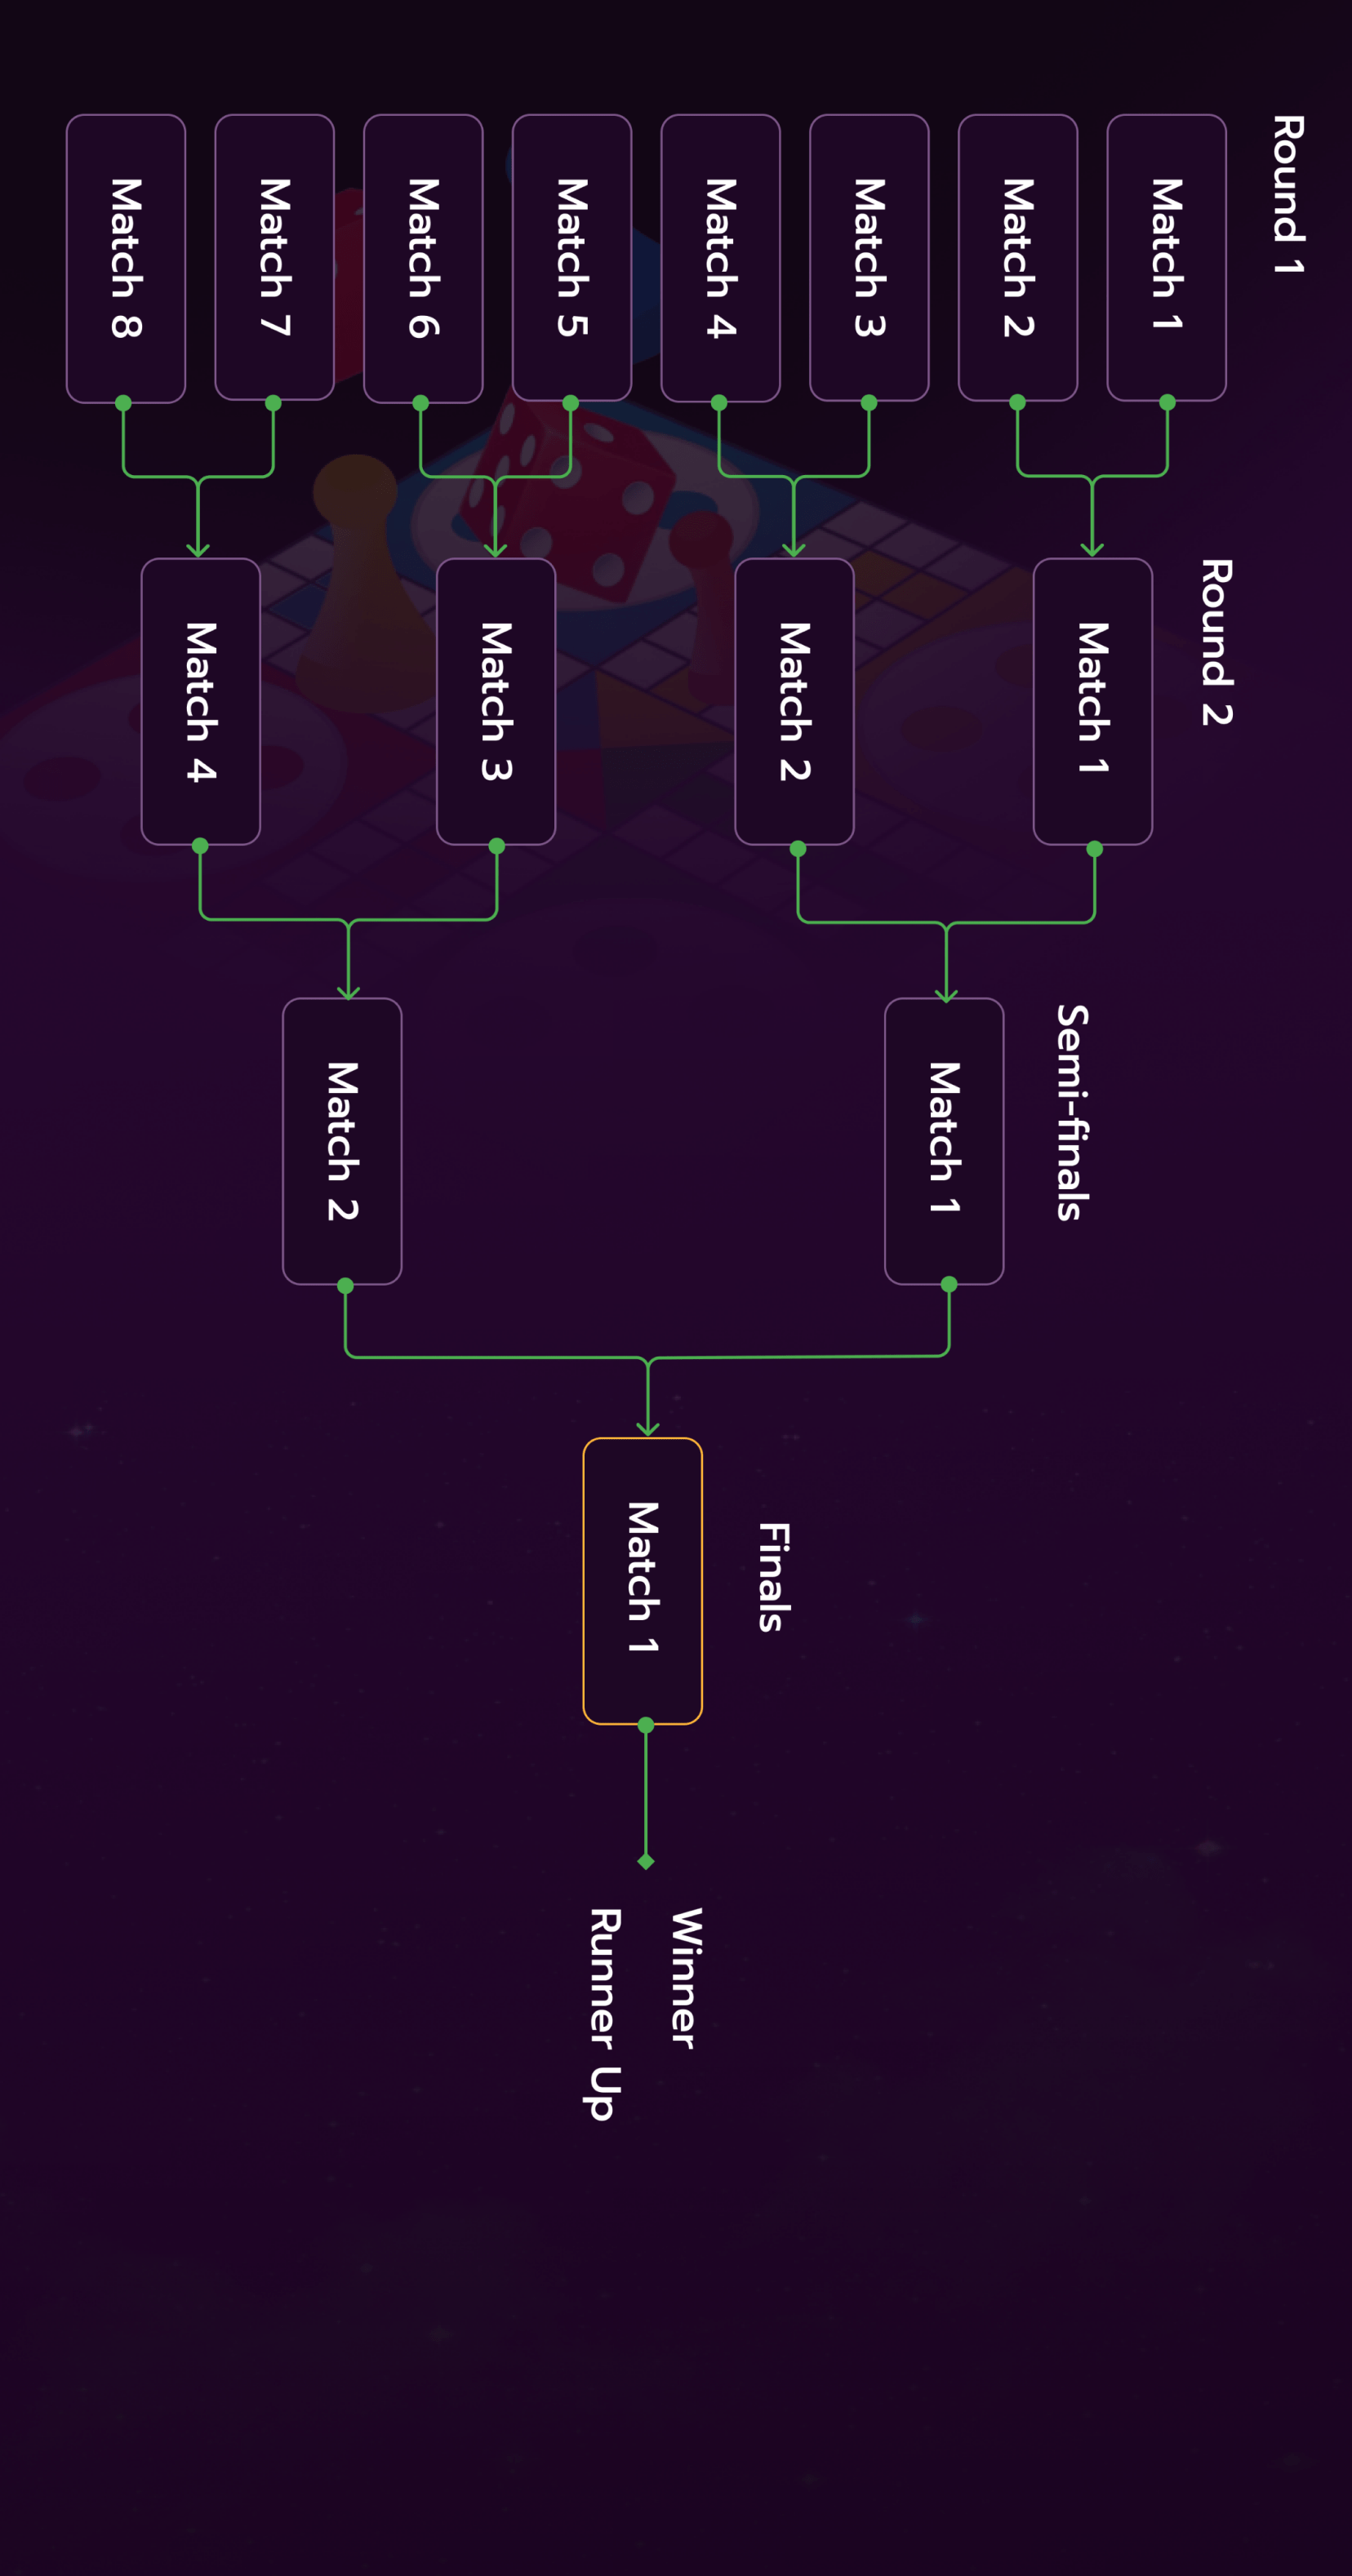 Round 1
Match 1
Match 2
Match 3
Match 4
Match 5
Match 6
Match 7
Match 8
Round 2
Match 1
Match 2
Match 3
Match 4
Semi-finals
Match 1
Match 2
Finals
Match 1
Winner
Runner Up